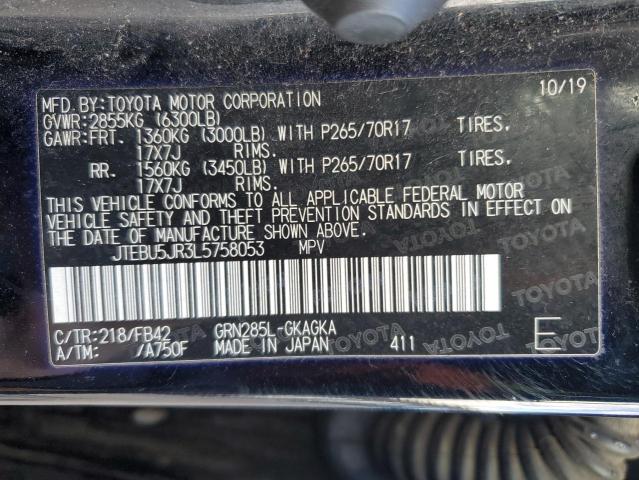 MFD. BY: TOYOTA MOTOR CORPORATION 10/19
GVWR: 2855KG (6300LB)
GAWR: FRT. 1360KG (3000LB) WITH P265/70R17 TIRES.
17X7J RIMS.
RR. 1560KG (3450LB) WITH P265/70R17 TIRES.
17X7J RIMS.
THIS VEHICLE CONFORMS TO ALL APPLICABLE FEDERAL MOTOR
VEHICLE SAFETY AND THEFT PREVENTION STANDARDS IN EFFECT ON
THE DATE OF MANUFACTURE SHOWN ABOVE.
JTEBU5JR3L5758053 MPV
C/TR: 218/FB42 GRN285L-GKAGKA
A/TM: /A750F MADE IN JAPAN 411 E